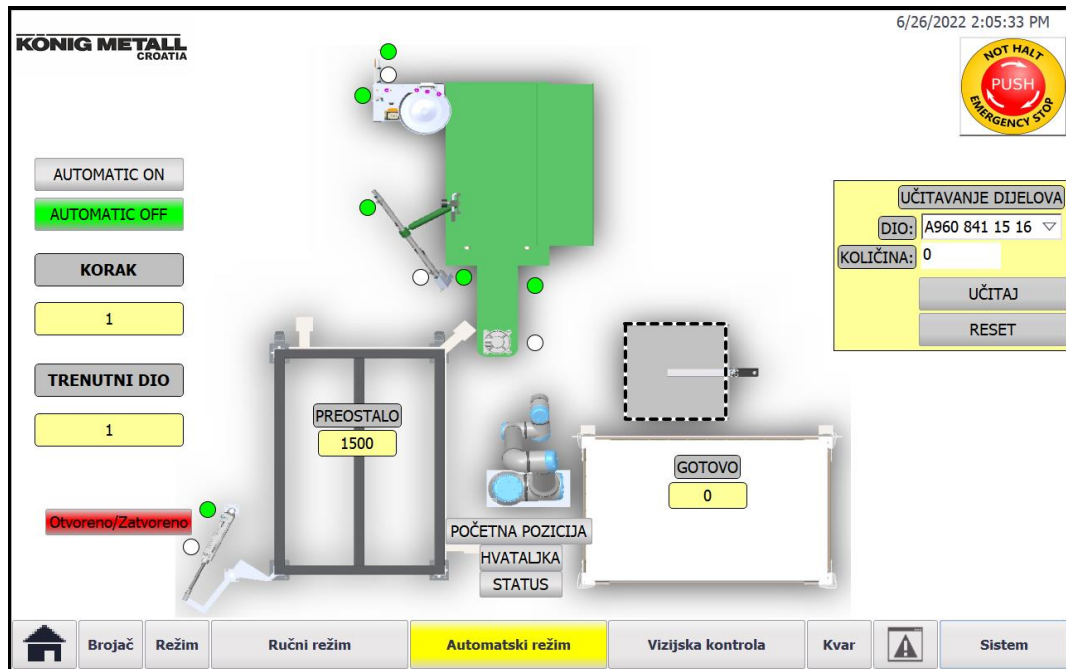 6/26/2022 2:05:33 PM
KÖNIG METALL
CROATIA
NOT HALT
PUSH
EMERGENCY STOP
AUTOMATIC ON
AUTOMATIC OFF
KORAK
1
TRENUTNI DIO
1
Otvoreno/Zatvoreno
UČITAVANJE DIJELOVA
DIO: A960 841 15 16
KOLIČINA: 0
UČITAJ
RESET
PREOSTALO
1500
GOTOVO
0
POČETNA POZICIJA
HVATALJKA
STATUS
Brojač Režim Ručni režim Automatski režim Vizijska kontrola Kvar Sistem